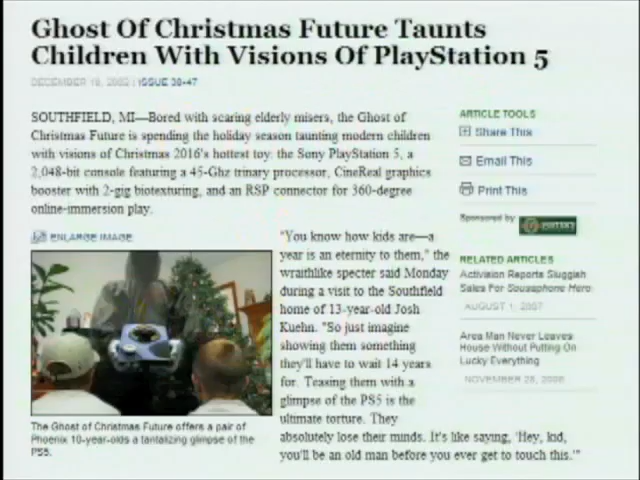 Ghost Of Christmas Future Taunts
Children With Visions Of PlayStation 5
DECEMBER 18, 2002 | ISSUE 38•47
SOUTHFIELD, MI—Bored with scaring elderly misers, the Ghost of
Christmas Future is spending the holiday season taunting modern children
with visions of Christmas 2016's hottest toy: the Sony PlayStation 5, a
2,048-bit console featuring a 45-Ghz trinary processor, CineReal graphics
booster with 2-gig biotexturing, and an RSP connector for 360-degree
online-immersion play.
ENLARGE IMAGE
The Ghost of Christmas Future offers a pair of
Phoenix 10-year-olds a tantalizing glimpse of the
PS5.
"You know how kids are—a
year is an eternity to them," the
wraithlike specter said Monday
during a visit to the Southfield
home of 13-year-old Josh
Kuehn. "So just imagine
showing them something
they'll have to wait 14 years
for. Teasing them with a
glimpse of the PS5 is the
ultimate torture. They
absolutely lose their minds. It's like saying, 'Hey, kid,
you'll be an old man before you ever get to touch this.'"
ARTICLE TOOLS
Share This
Email This
Print This
Sponsored by
RELATED ARTICLES
Activision Reports Sluggish
Sales For Sousaphone Hero
AUGUST 1, 2007
Area Man Never Leaves
House Without Putting On
Lucky Everything
NOVEMBER 28, 2006